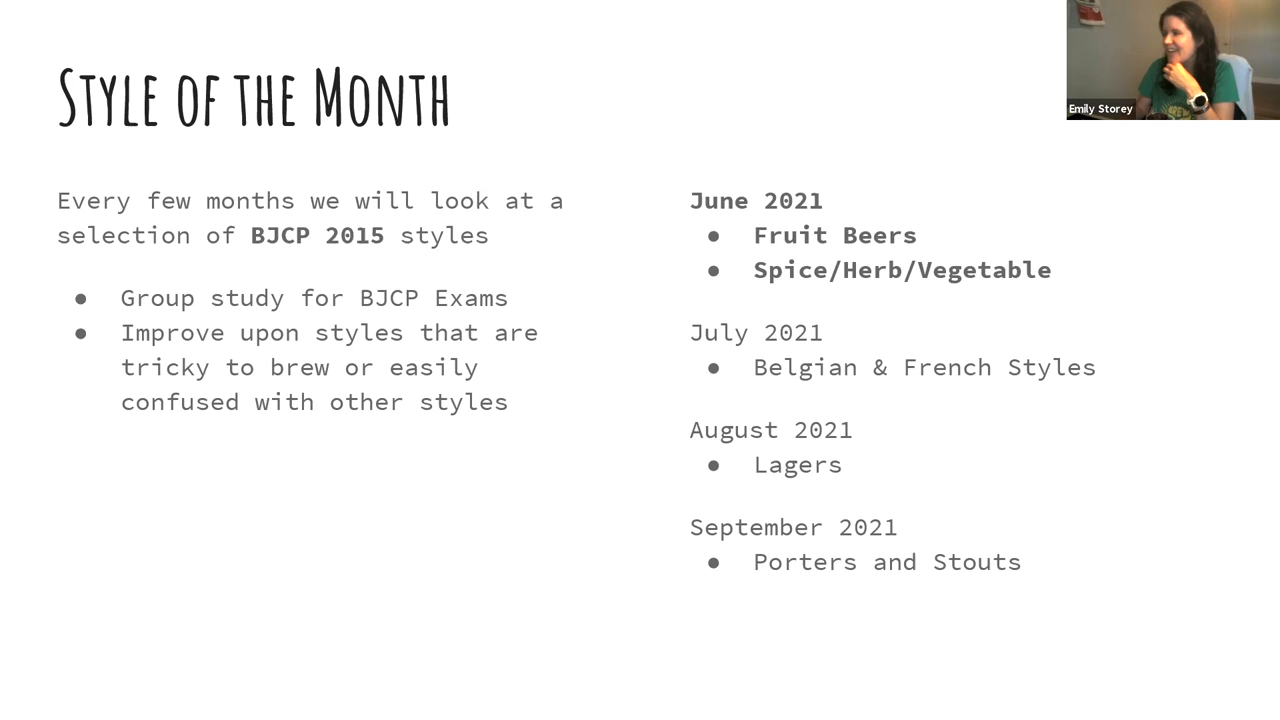 Style of the Month
Emily Storey
Every few months we will look at a
selection of BJCP 2015 styles
● Group study for BJCP Exams
● Improve upon styles that are
tricky to brew or easily
confused with other styles
June 2021
● Fruit Beers
● Spice/Herb/Vegetable
July 2021
● Belgian & French Styles
August 2021
● Lagers
September 2021
● Porters and Stouts